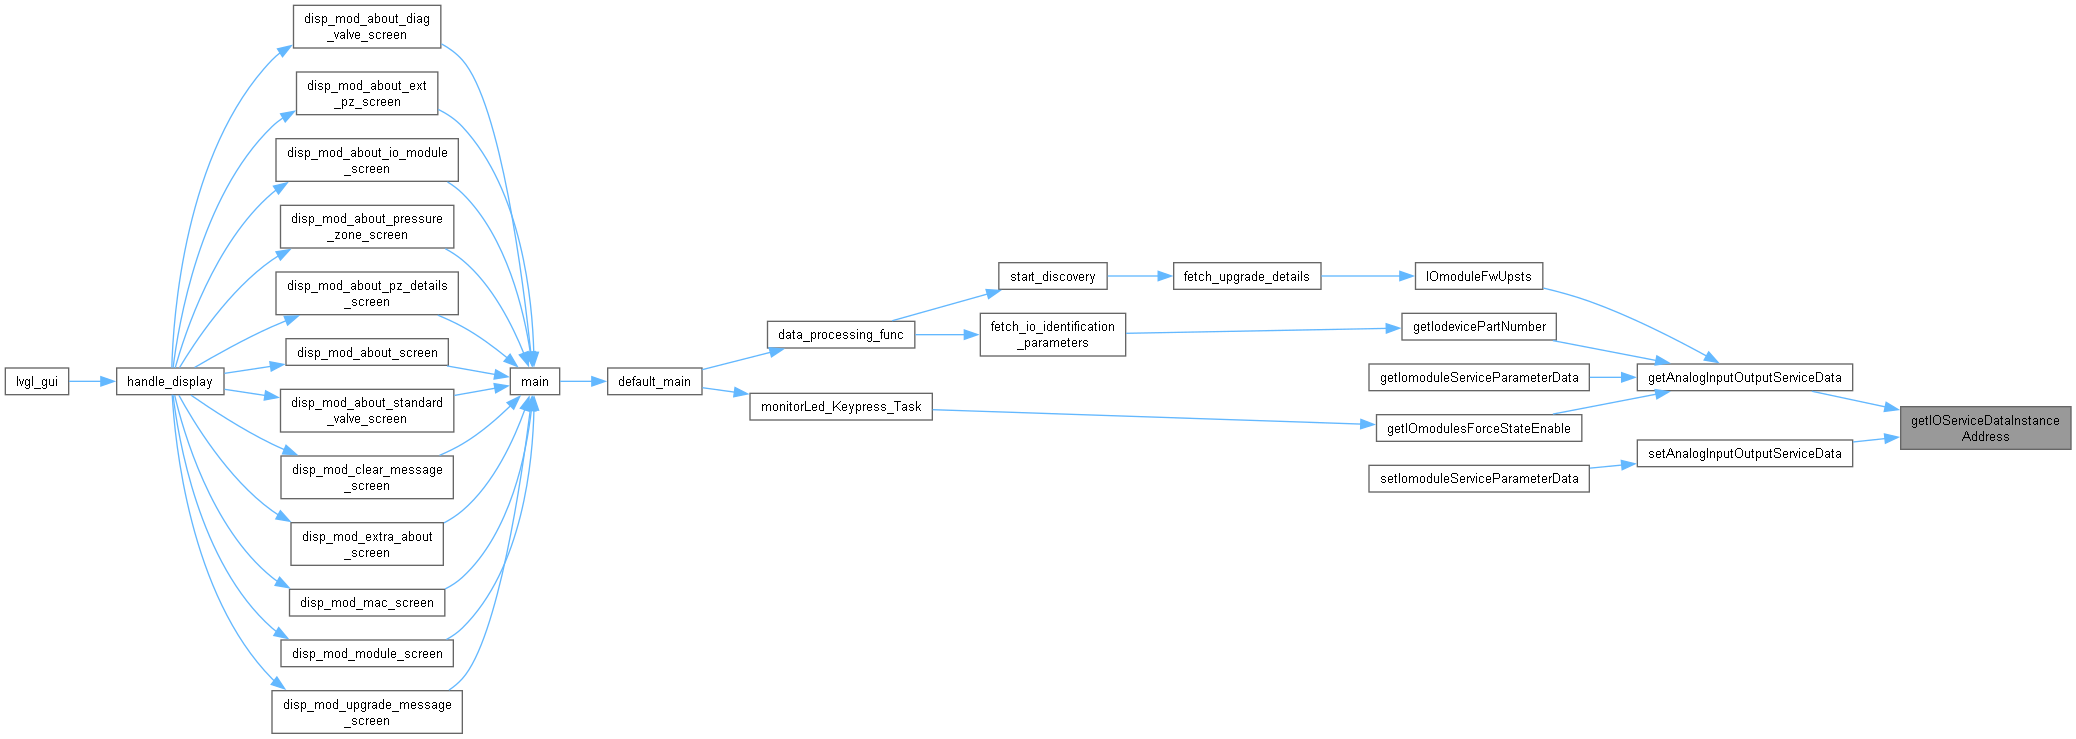 disp_mod_about_diag
_valve_screen
disp_mod_about_ext
_pz_screen
disp_mod_about_io_module
_screen
disp_mod_about_pressure
_zone_screen
disp_mod_about_pz_details
_screen
disp_mod_about_screen
lvgl_gui
handle_display
disp_mod_about_standard
_valve_screen
disp_mod_clear_message
_screen
disp_mod_extra_about
_screen
disp_mod_mac_screen
disp_mod_module_screen
disp_mod_upgrade_message
_screen
main
default_main
data_processing_func
monitorLed_Keypress_Task
start_discovery
fetch_io_identification
_parameters
fetch_upgrade_details
IOmoduleFwUpsts
getIodevicePartNumber
getIomoduleServiceParameterData
getIOmodulesForceStateEnable
setIomoduleServiceParameterData
getAnalogInputOutputServiceData
setAnalogInputOutputServiceData
getIOServiceDataInstance
Address